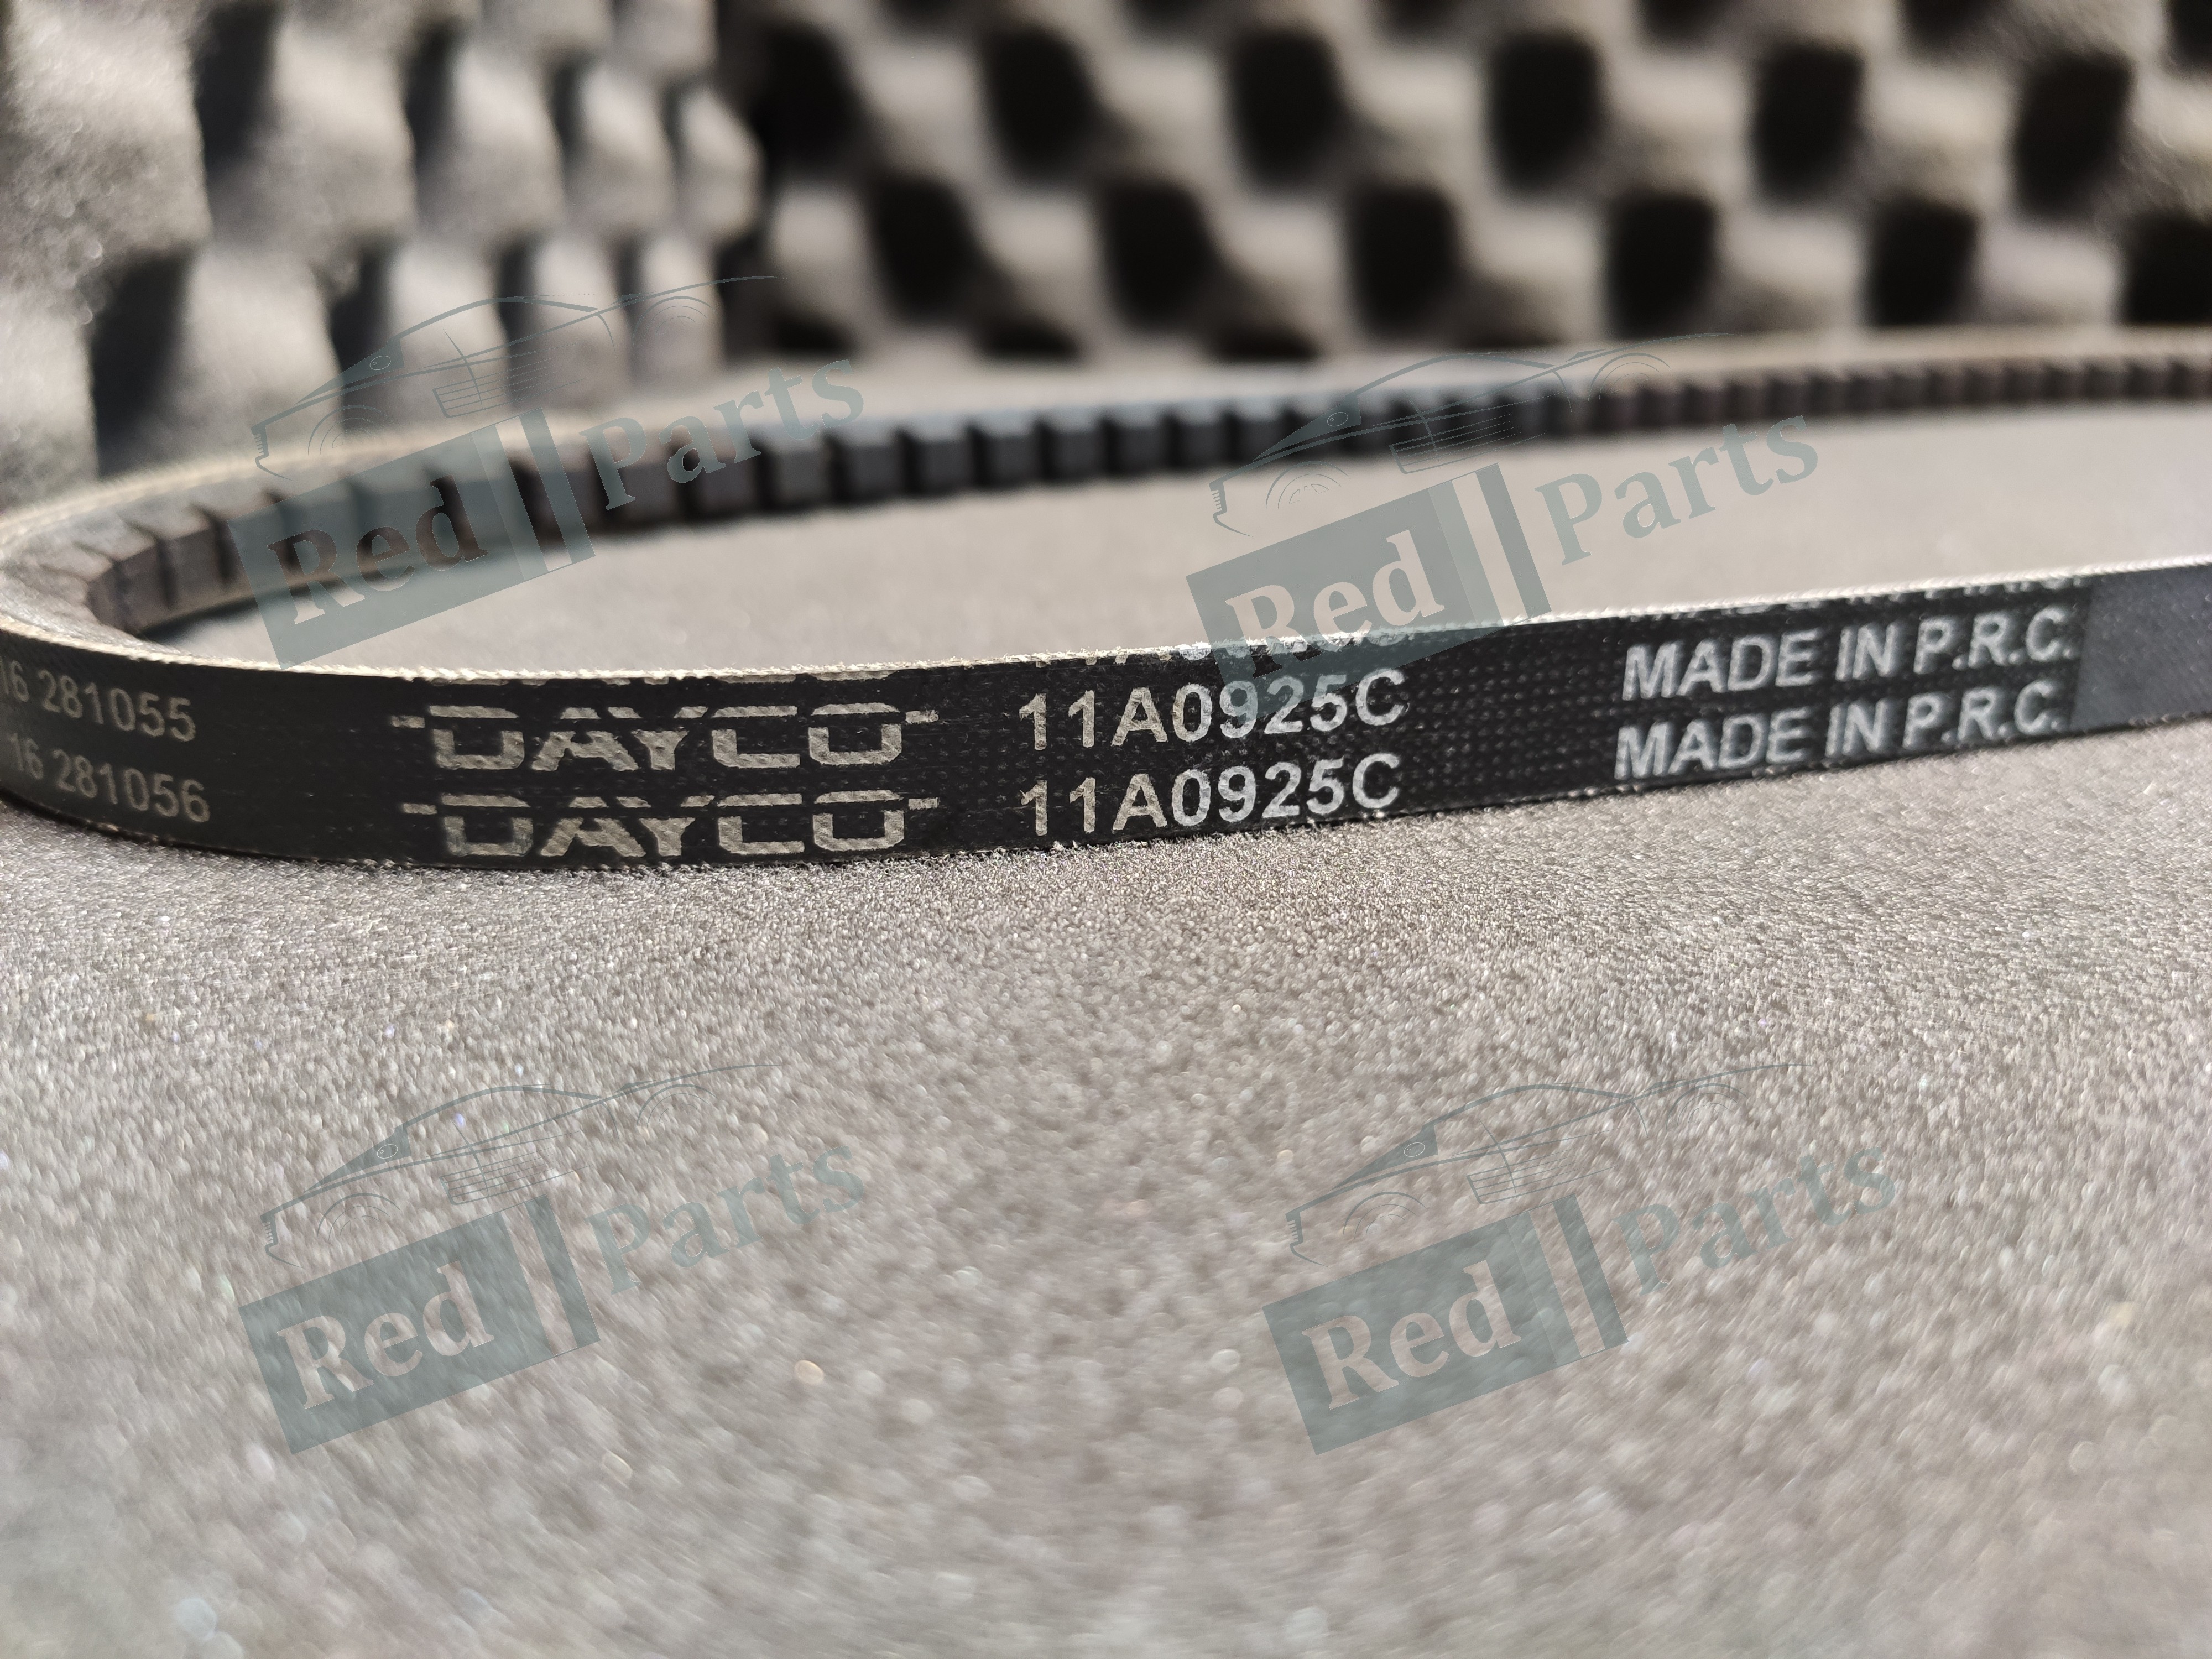 Red Parts
Red Parts
16 281055 DAYCO 11A0925C MADE IN P.R.C.
16 281056 DAYCO 11A0925C MADE IN P.R.C.
Red Parts
Red Parts